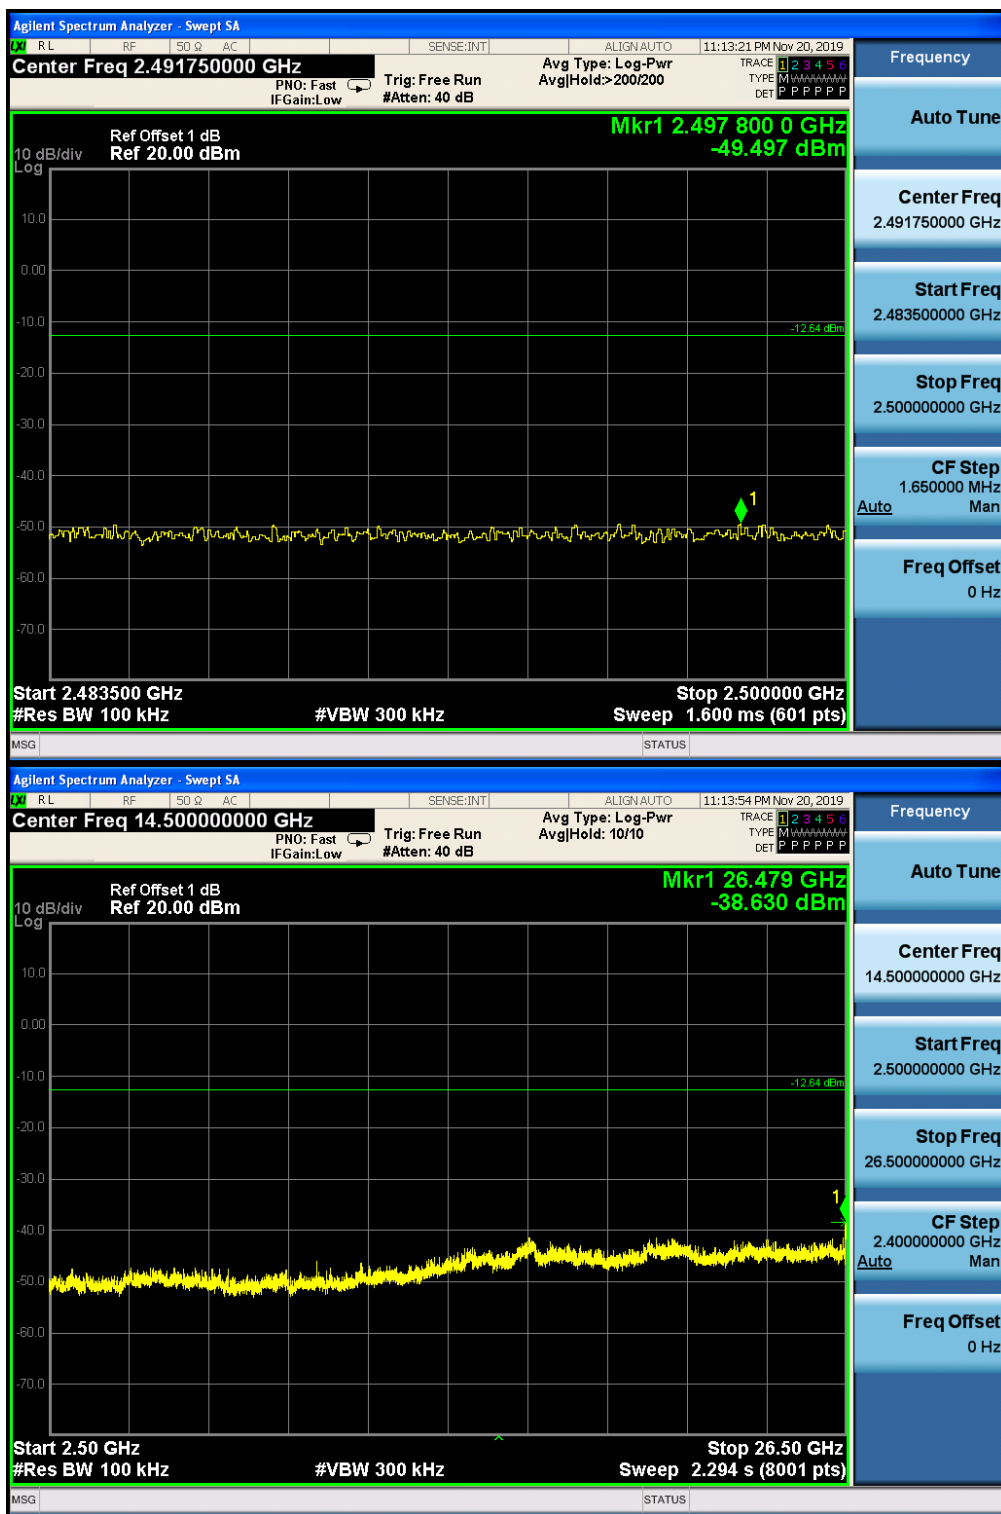 Agilent Spectrum Analyzer - Swept SA
LXI RL RF 50 Ω AC SENSE:INT ALIGN AUTO 11:13:21 PM Nov 20, 2019
Center Freq 2.491750000 GHz Avg Type: Log-Pwr TRACE 1 2 3 4 5 6
PNO: Fast Trig: Free Run Avg|Hold:>200/200 TYPE M
IFGain:Low #Atten: 40 dB DET P P P P P P
Ref Offset 1 dB Mkr1 2.497 800 0 GHz
10 dB/div Ref 20.00 dBm -49.497 dBm
Log
10.0
0.00
-10.0
-12.64 dBm
-20.0
-30.0
-40.0
1
-50.0
-60.0
-70.0
Start 2.483500 GHz Stop 2.500000 GHz
#Res BW 100 kHz #VBW 300 kHz Sweep 1.600 ms (601 pts)
MSG STATUS
Frequency
Auto Tune
Center Freq
2.491750000 GHz
Start Freq
2.483500000 GHz
Stop Freq
2.500000000 GHz
CF Step
1.650000 MHz
Auto Man
Freq Offset
0 Hz
Agilent Spectrum Analyzer - Swept SA
LXI RL RF 50 Ω AC SENSE:INT ALIGN AUTO 11:13:54 PM Nov 20, 2019
Center Freq 14.500000000 GHz Avg Type: Log-Pwr TRACE 1 2 3 4 5 6
PNO: Fast Trig: Free Run Avg|Hold: 10/10 TYPE M
IFGain:Low #Atten: 40 dB DET P P P P P P
Ref Offset 1 dB Mkr1 26.479 GHz
10 dB/div Ref 20.00 dBm -38.630 dBm
Log
10.0
0.00
-10.0
-12.64 dBm
-20.0
-30.0
1
-40.0
-50.0
-60.0
-70.0
Start 2.50 GHz Stop 26.50 GHz
#Res BW 100 kHz #VBW 300 kHz Sweep 2.294 s (8001 pts)
MSG STATUS
Frequency
Auto Tune
Center Freq
14.500000000 GHz
Start Freq
2.500000000 GHz
Stop Freq
26.500000000 GHz
CF Step
2.400000000 GHz
Auto Man
Freq Offset
0 Hz